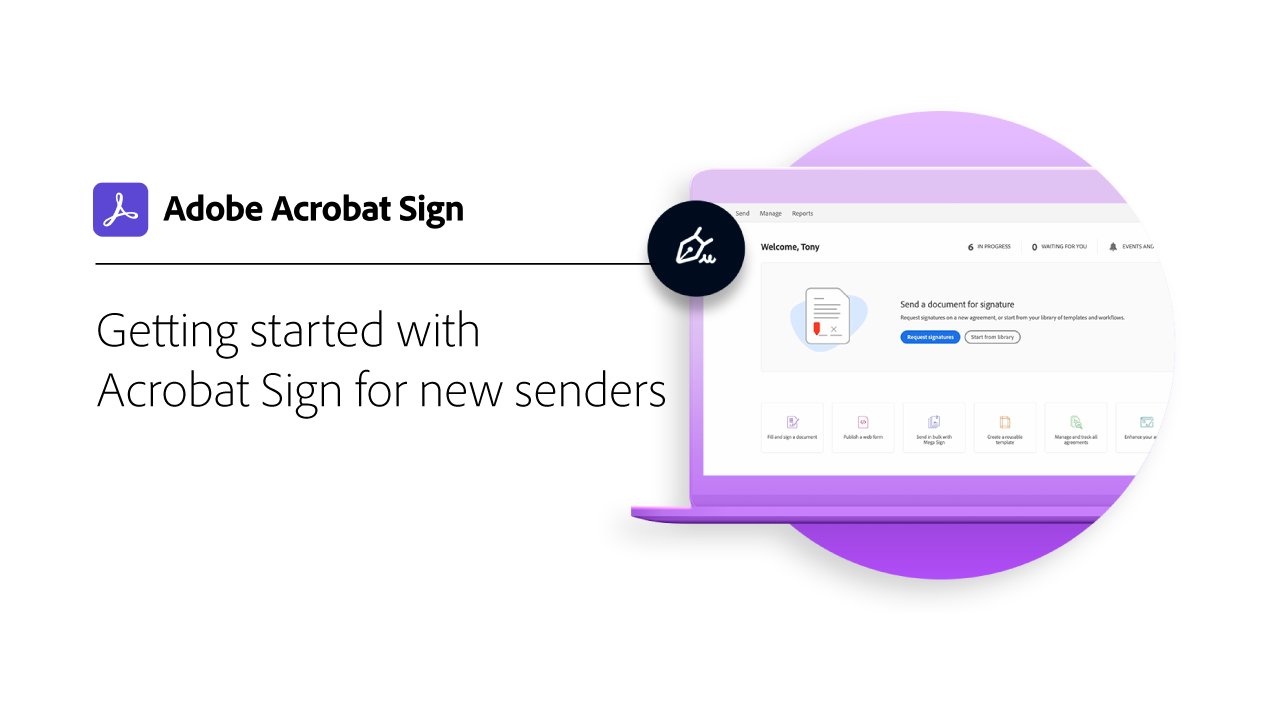 Adobe Acrobat Sign
Getting started with
Acrobat Sign for new senders
Send Manage Reports
Welcome, Tony
6 IN PROGRESS
0 WAITING FOR YOU
EVENTS AND
Send a document for signature
Request signatures on a new agreement, or start from your library of templates and workflows.
Request signatures
Start from library
Fill and sign a document
Publish a web form
Send in bulk with
Mega Sign
Create a reusable
template
Manage and track all
agreements
Enhance your